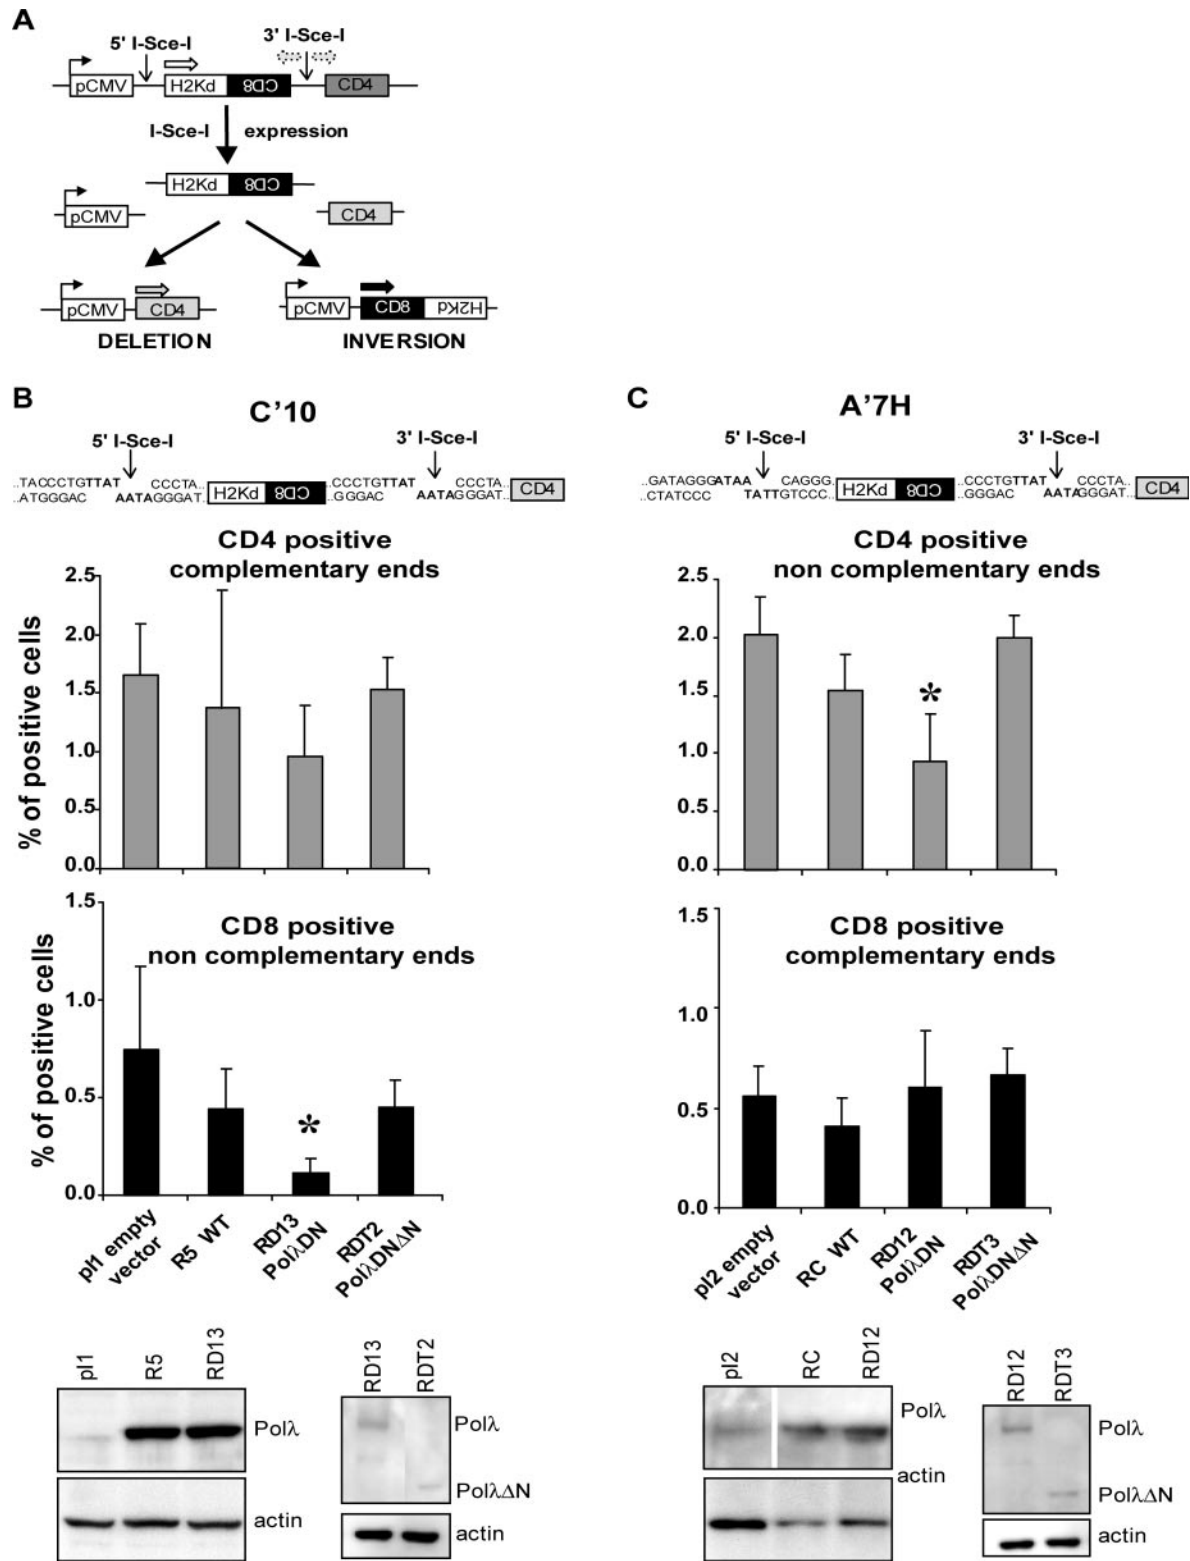 A
5' I-Sce-I
3' I-Sce-I
pCMV
H2Kd
CD8
CD4
I-Sce-I expression
H2Kd
CD8
pCMV
CD4
pCMV
CD4
pCMV
CD8
H2Kd
DELETION
INVERSION
B
C'10
5' I-Sce-I
3' I-Sce-I
..TACCCTGTTAT CCCTA.. ..CCCTGTTAT CCCTA..
..ATGGGAC AATAGGGAT.. H2Kd CD8 ..GGGAC AATAGGGAT.. CD4
CD4 positive
complementary ends
% of positive cells
2.5
2.0
1.5
1.0
0.5
0.0
CD8 positive
non complementary ends
% of positive cells
1.5
1.0
0.5
0.0
*
pI1 empty
vector
R5 WT
RD13
PolλDN
RDT2
PolλDNΔN
pI1
R5
RD13
Polλ
actin
RD13
RDT2
Polλ
PolλΔN
actin
C
A'7H
5' I-Sce-I
3' I-Sce-I
..GATAGGGATAA CAGGG.. ..CCCTGTTAT CCCTA..
..CTATCCC TATTGTCCC.. H2Kd CD8 ..GGGAC AATAGGGAT.. CD4
CD4 positive
non complementary ends
2.5
2.0
1.5
1.0
0.5
0.0
*
CD8 positive
complementary ends
1.5
1.0
0.5
0.0
pI2 empty
vector
RC WT
RD12
PolλDN
RDT3
PolλDNΔN
pI2
RC
RD12
Polλ
actin
RD12
RDT3
Polλ
PolλΔN
actin